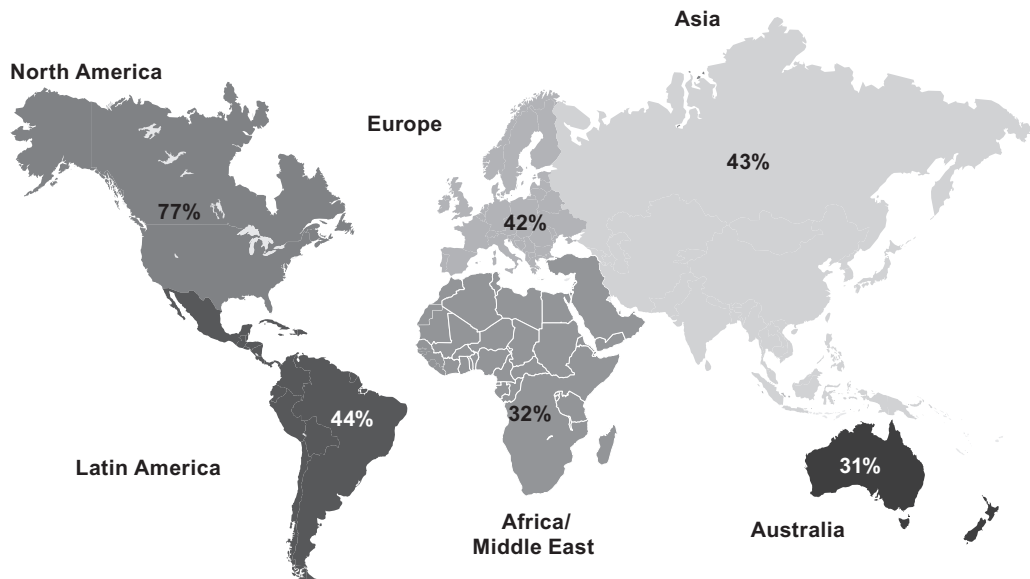 Asia
North America
Europe
43%
77%
42%
44%
32%
Latin America
31%
Africa/
Middle East
Australia